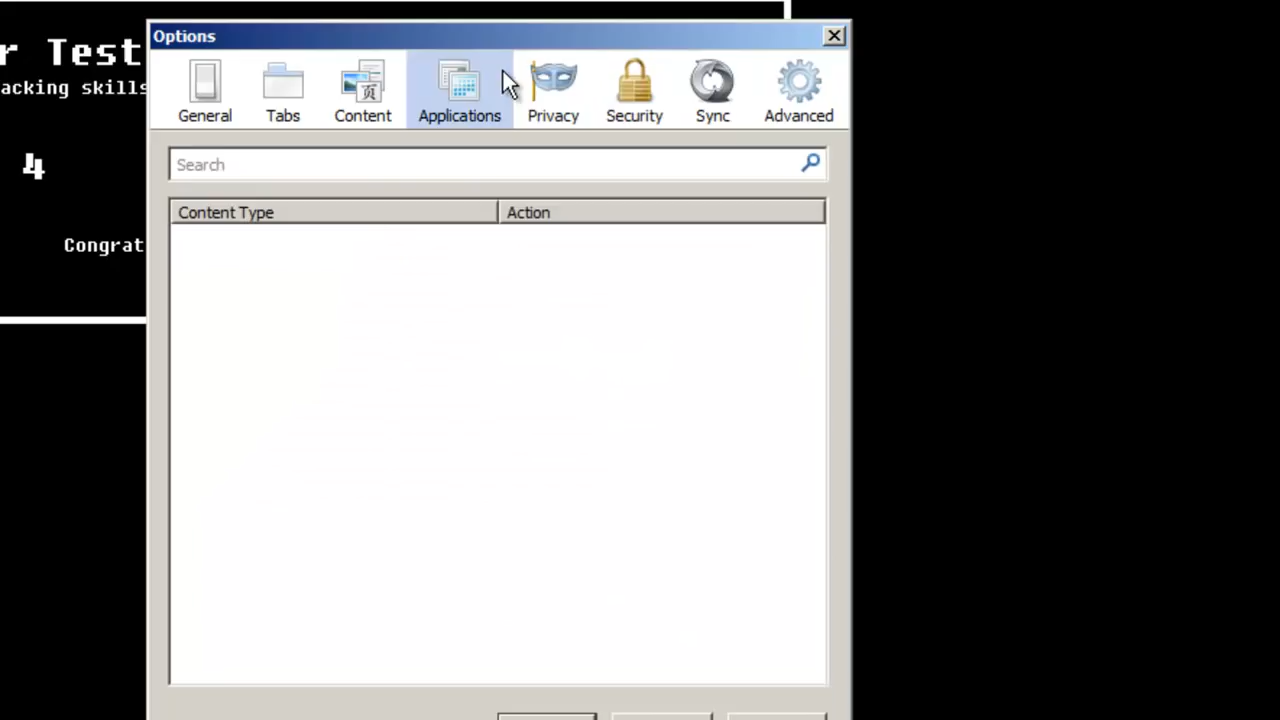 r Test
acking skills
4
Congrat
Options
General Tabs Content Applications Privacy Security Sync Advanced
Search
Content Type Action